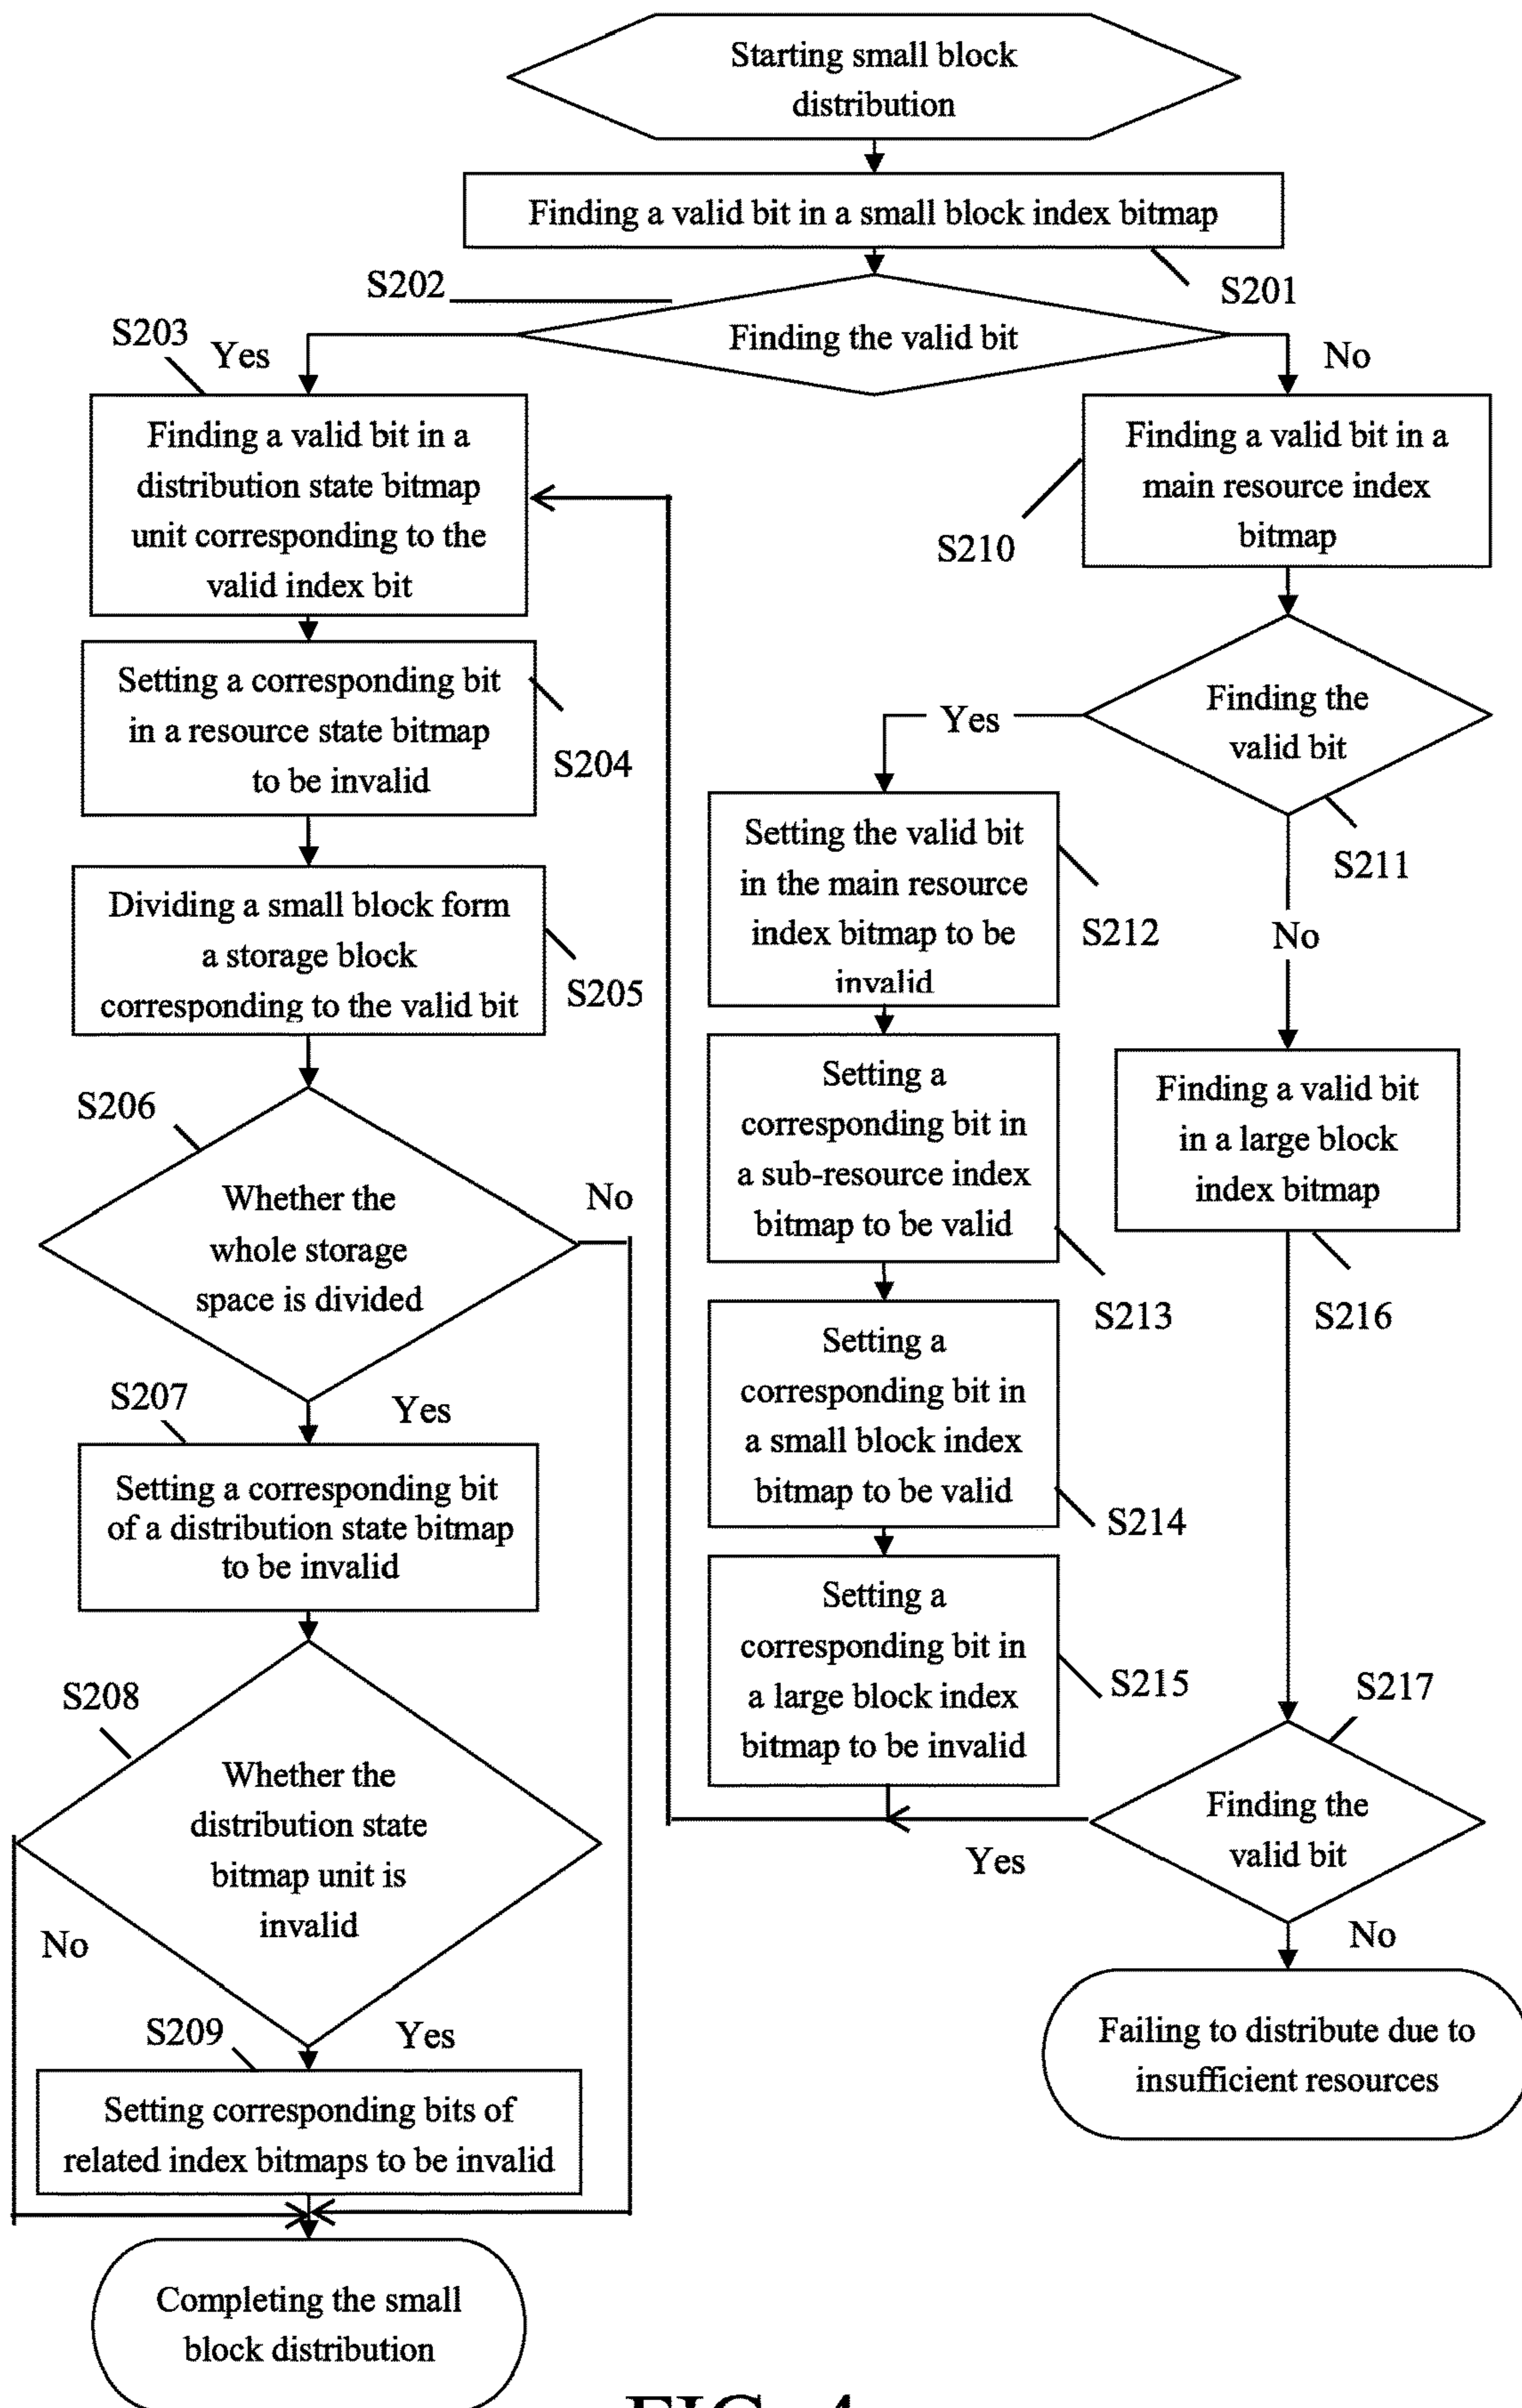 Starting small block
distribution
Finding a valid bit in a small block index bitmap
S201
S202
Finding the valid bit
S203
Yes
No
Finding a valid bit in a
distribution state bitmap
unit corresponding to the
valid index bit
Finding a valid bit in a
main resource index
bitmap
S210
Setting a corresponding bit
in a resource state bitmap
to be invalid
S204
Finding the
valid bit
Yes
S211
No
Dividing a small block form
a storage block
corresponding to the valid bit
S205
Setting the valid bit
in the main resource
index bitmap to be
invalid
S212
Setting a
corresponding bit in
a sub-resource index
bitmap to be valid
S213
Finding a valid bit
in a large block
index bitmap
S216
S206
Whether the
whole storage
space is divided
No
Yes
Setting a
corresponding bit in
a small block index
bitmap to be valid
S214
S207
Setting a corresponding bit
of a distribution state bitmap
to be invalid
Setting a
corresponding bit in
a large block index
bitmap to be invalid
S215
S217
Finding the
valid bit
Yes
No
S208
Whether the
distribution state
bitmap unit is
invalid
No
Yes
S209
Setting corresponding bits of
related index bitmaps to be invalid
Failing to distribute due to
insufficient resources
Completing the small
block distribution